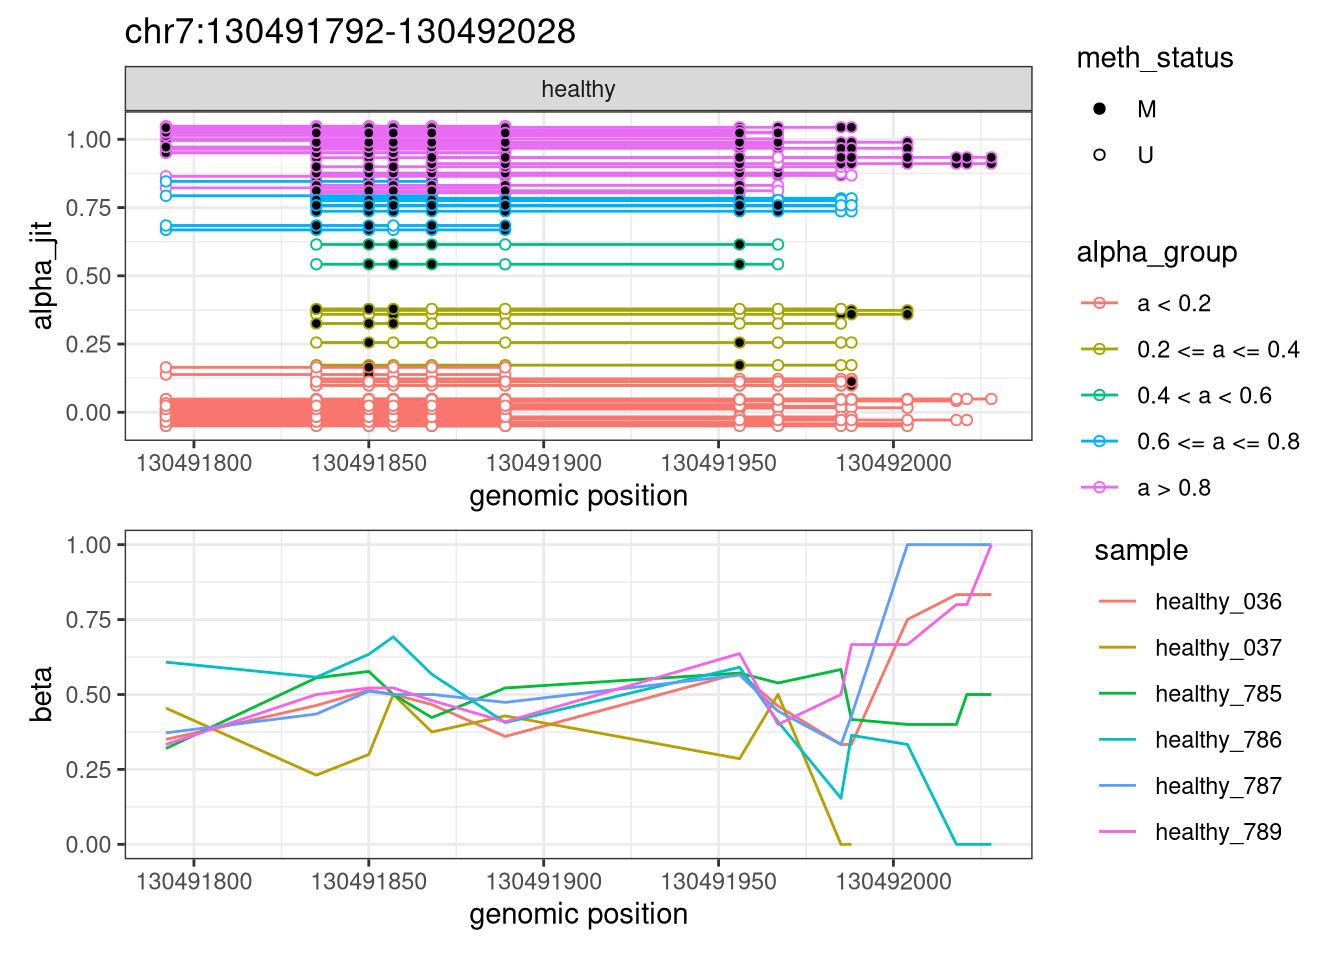 chr7:130491792-130492028
healthy
alpha_jit
1.00
0.75
0.50
0.25
0.00
130491800 130491850 130491900 130491950 130492000
genomic position
meth_status
M
U
alpha_group
a < 0.2
0.2 <= a <= 0.4
0.4 < a < 0.6
0.6 <= a <= 0.8
a > 0.8
beta
1.00
0.75
0.50
0.25
0.00
130491800 130491850 130491900 130491950 130492000
genomic position
sample
healthy_036
healthy_037
healthy_785
healthy_786
healthy_787
healthy_789